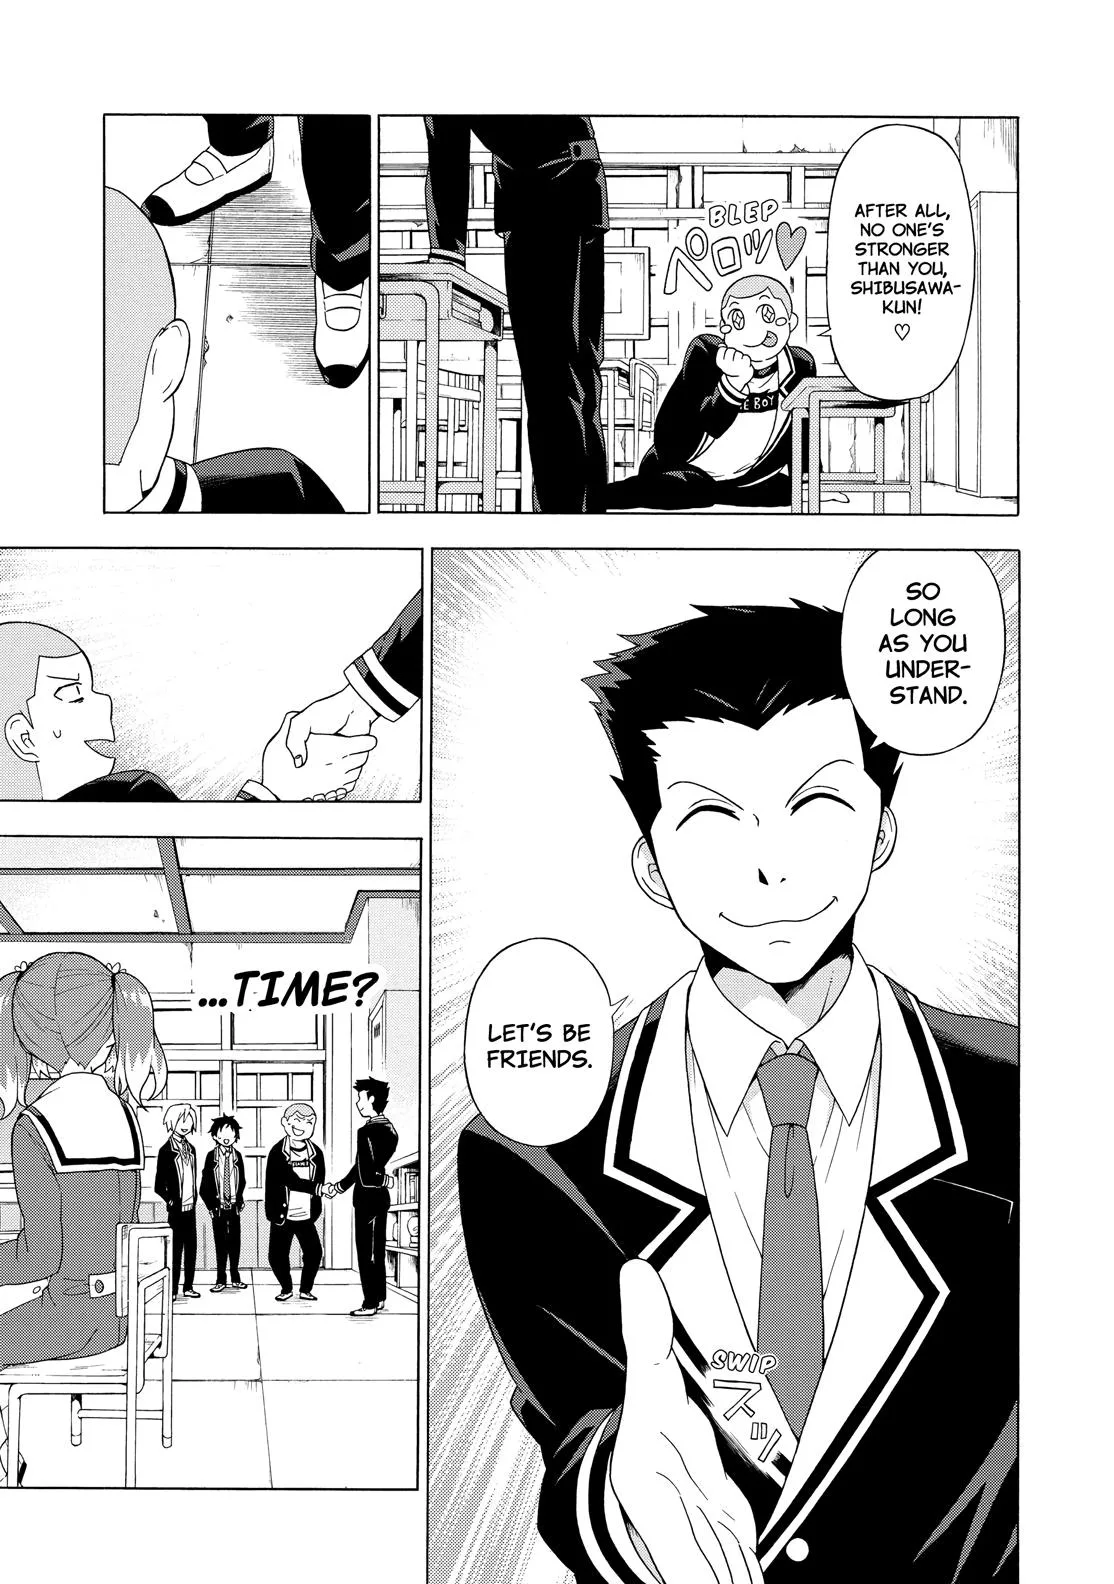 AFTER ALL,
NO ONE'S
STRONGER
THAN YOU,
SHIBUSAWA-
KUN!
♡
BLEP
ペロッ♥
SO
LONG
AS YOU
UNDER-
STAND.
LET'S BE
FRIENDS.
SWIP
スッ
...TIME?